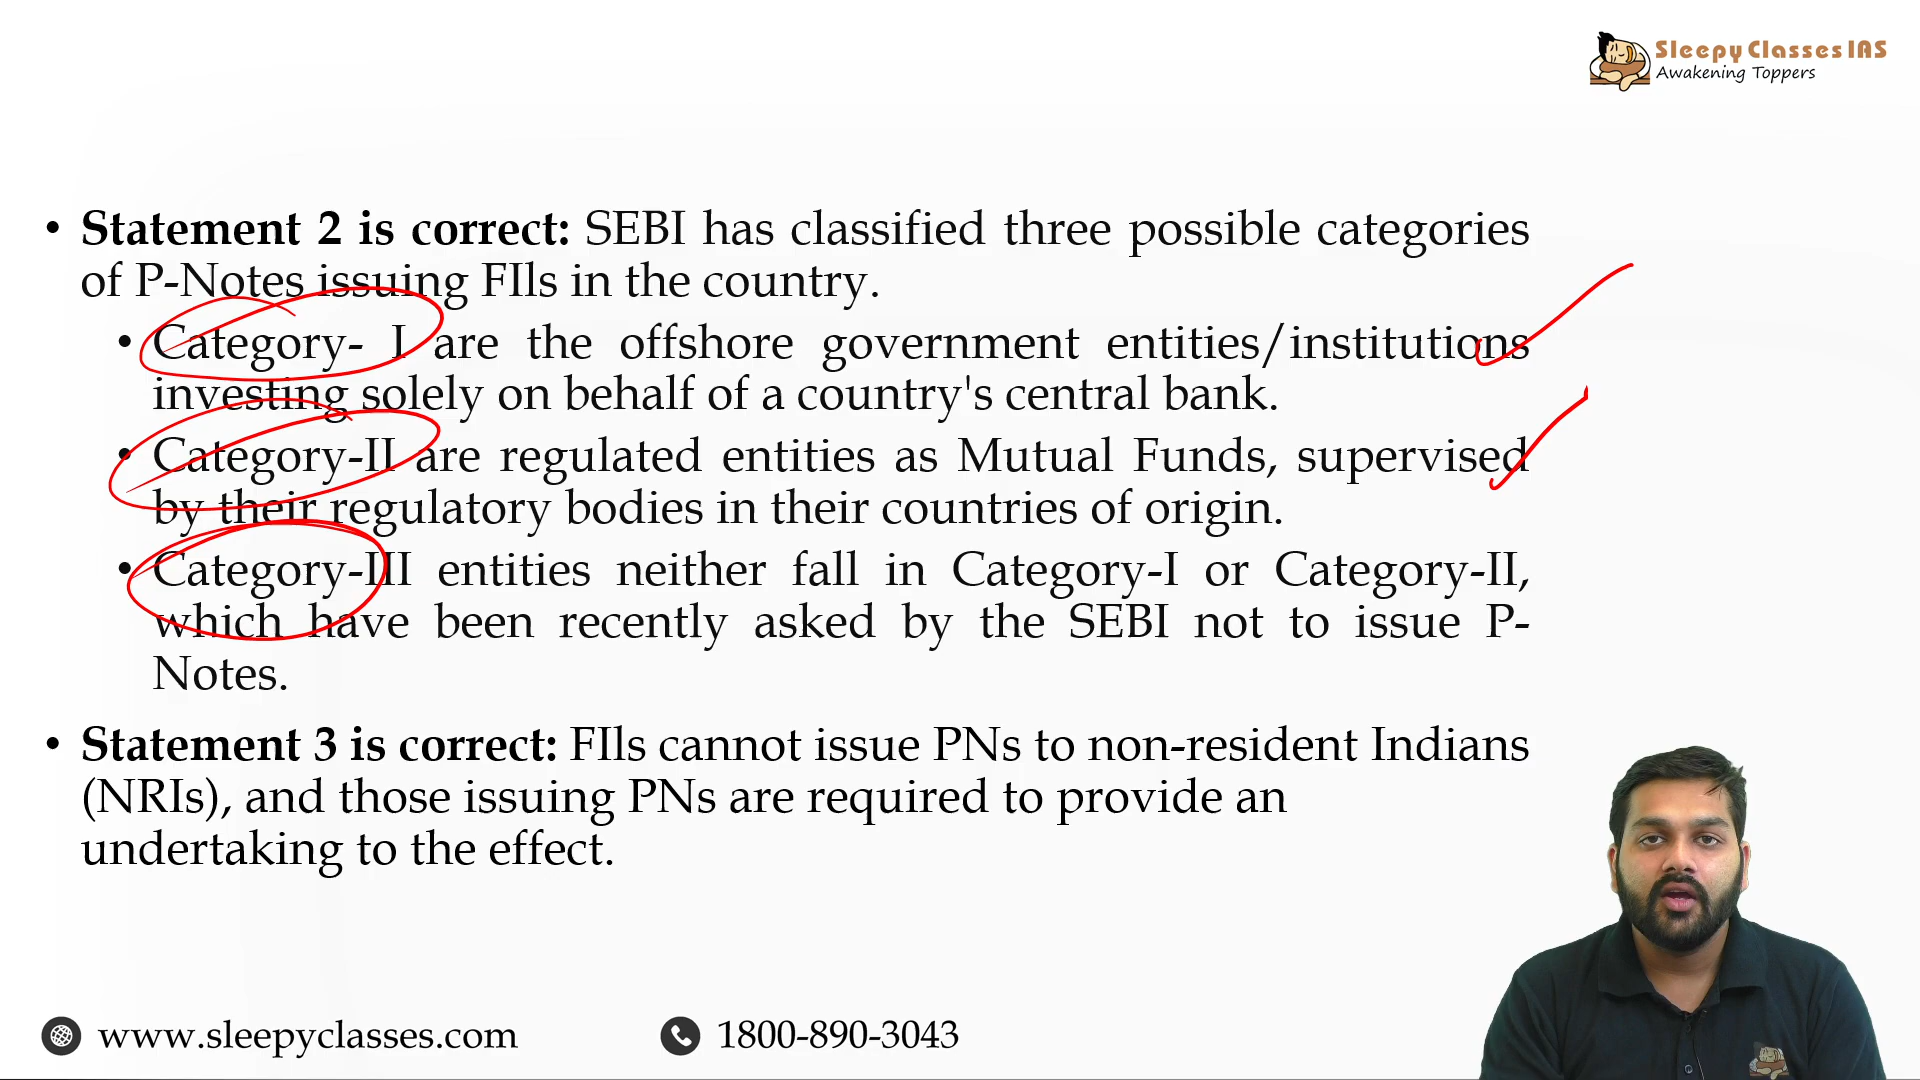 Sleepy Classes IAS
Awakening Toppers
• Statement 2 is correct: SEBI has classified three possible categories
of P-Notes issuing FIls in the country.
• Category- I are the offshore government entities/institutions
investing solely on behalf of a country's central bank.
• Category-II are regulated entities as Mutual Funds, supervised
by their regulatory bodies in their countries of origin.
• Category-III entities neither fall in Category-I or Category-II,
which have been recently asked by the SEBI not to issue P-
Notes.
• Statement 3 is correct: FIls cannot issue PNs to non-resident Indians
(NRIs), and those issuing PNs are required to provide an
undertaking to the effect.
www.sleepyclasses.com
1800-890-3043